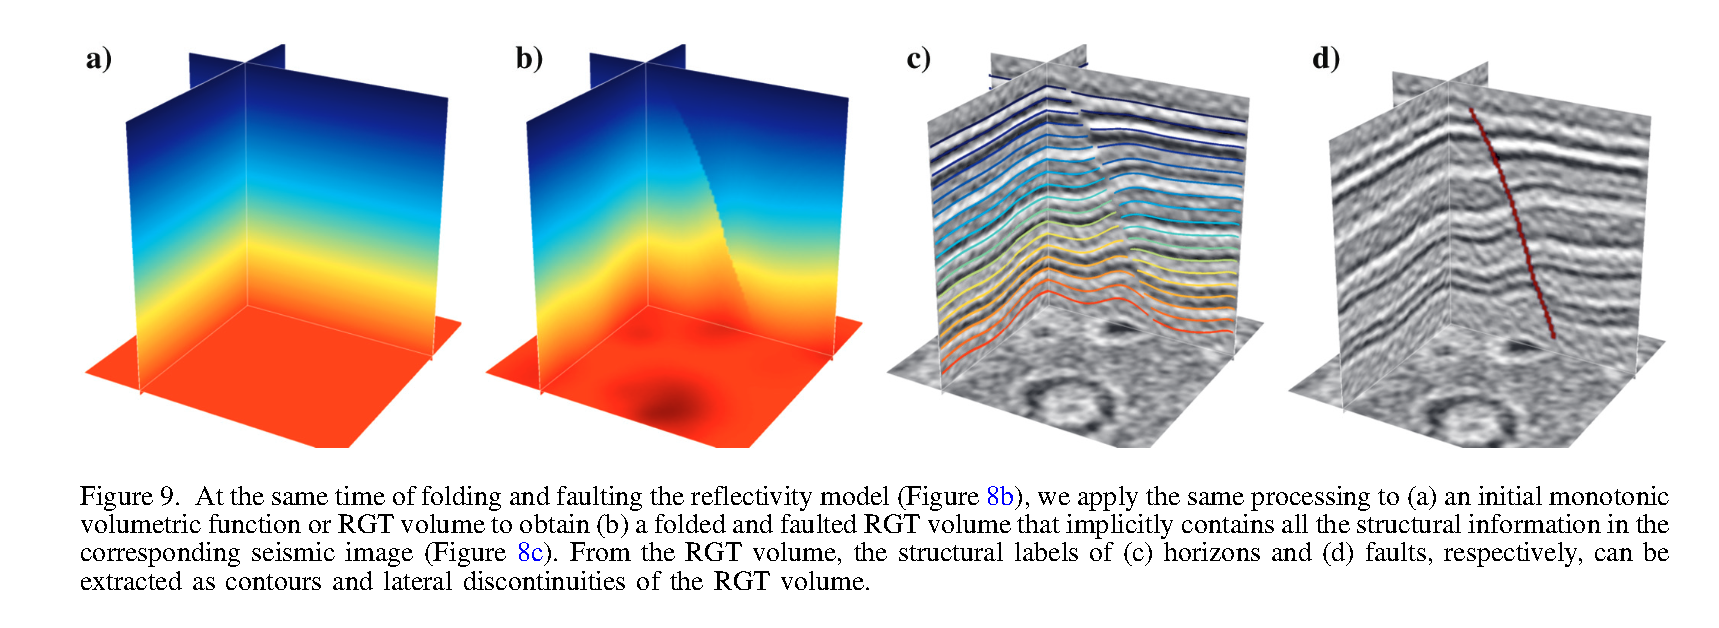 a) b) c) d)
Figure 9. At the same time of folding and faulting the reflectivity model (Figure 8b), we apply the same processing to (a) an initial monotonic
volumetric function or RGT volume to obtain (b) a folded and faulted RGT volume that implicitly contains all the structural information in the
corresponding seismic image (Figure 8c). From the RGT volume, the structural labels of (c) horizons and (d) faults, respectively, can be
extracted as contours and lateral discontinuities of the RGT volume.